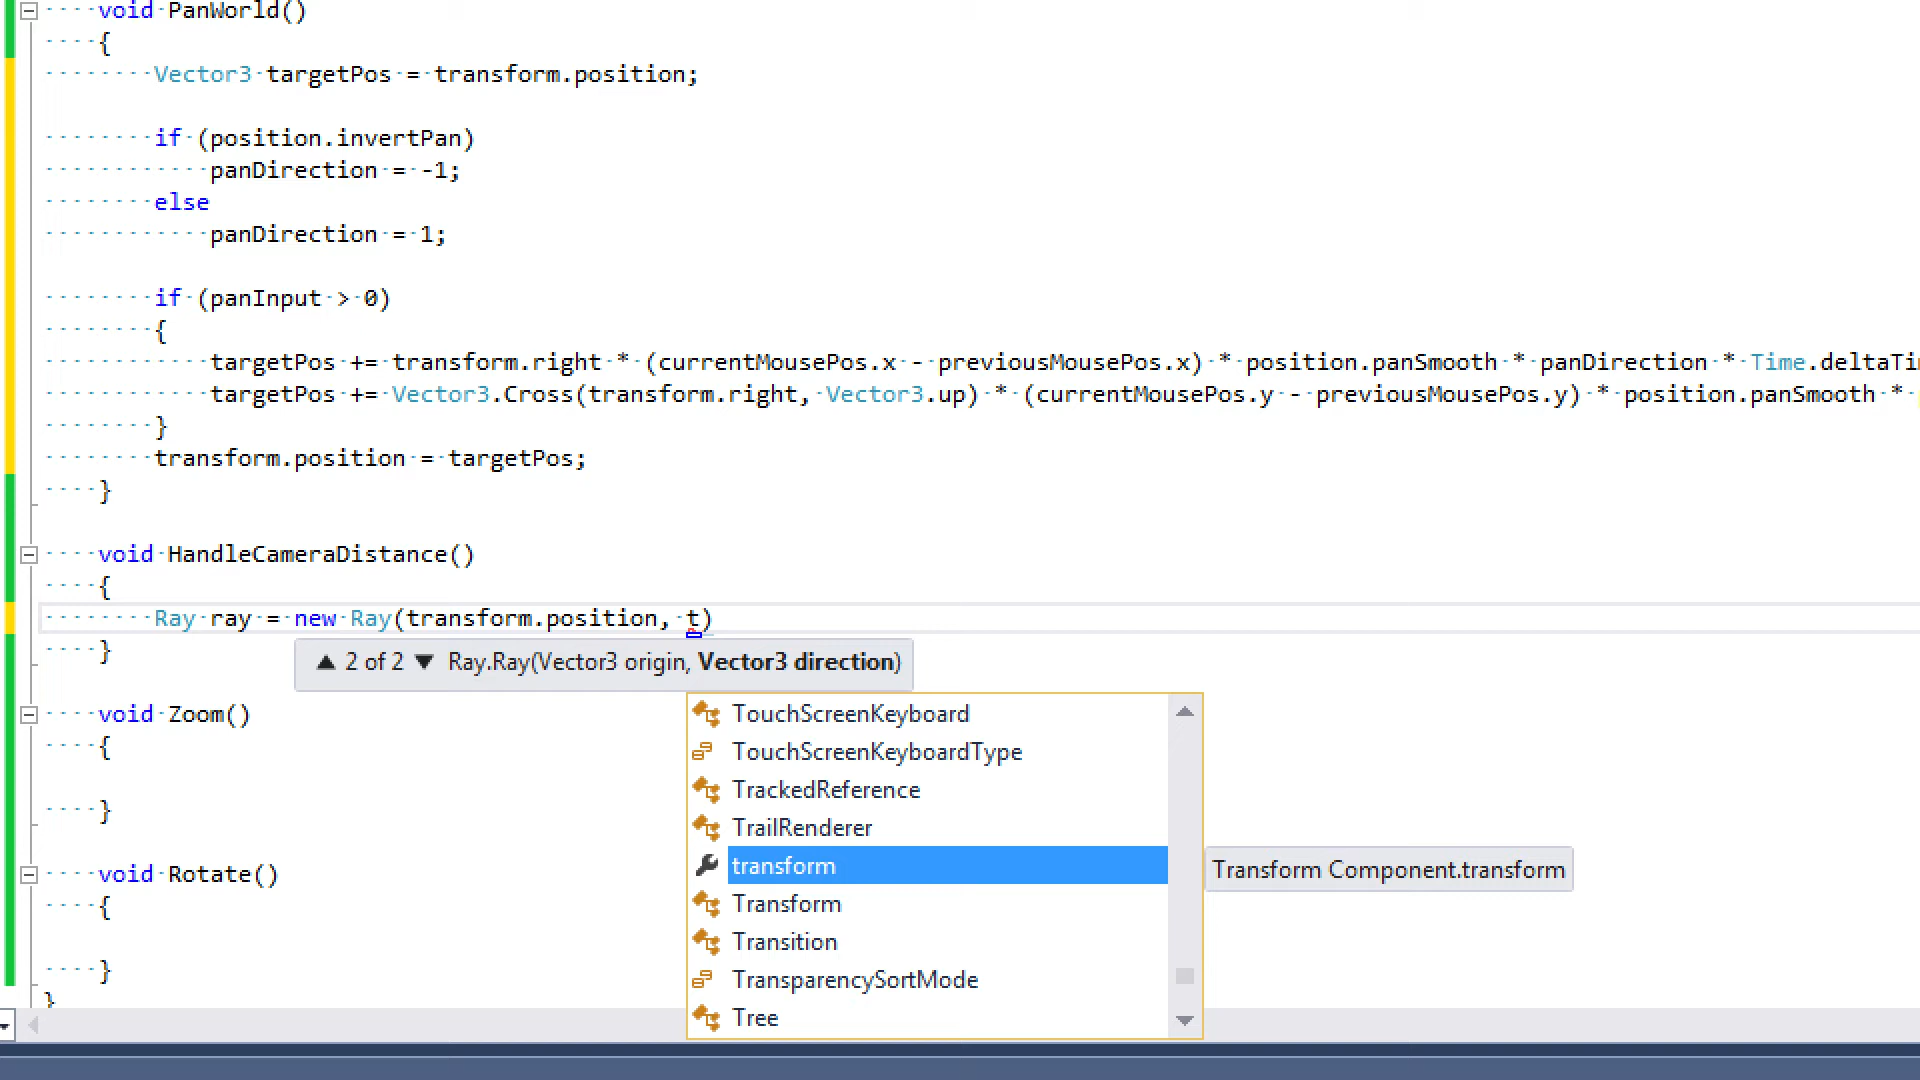 void PanWorld()
{
Vector3 targetPos = transform.position;
if (position.invertPan)
panDirection = -1;
else
panDirection = 1;
if (panInput > 0)
{
targetPos += transform.right * (currentMousePos.x - previousMousePos.x) * position.panSmooth * panDirection * Time.deltaTi
targetPos += Vector3.Cross(transform.right, Vector3.up) * (currentMousePos.y - previousMousePos.y) * position.panSmooth *
}
transform.position = targetPos;
}
void HandleCameraDistance()
{
Ray ray = new Ray(transform.position, t)
}
▲ 2 of 2 ▼ Ray.Ray(Vector3 origin, Vector3 direction)
void Zoom()
{
}
void Rotate()
{
}
}
TouchScreenKeyboard
TouchScreenKeyboardType
TrackedReference
TrailRenderer
transform
Transform
Transition
TransparencySortMode
Tree
Transform Component.transform